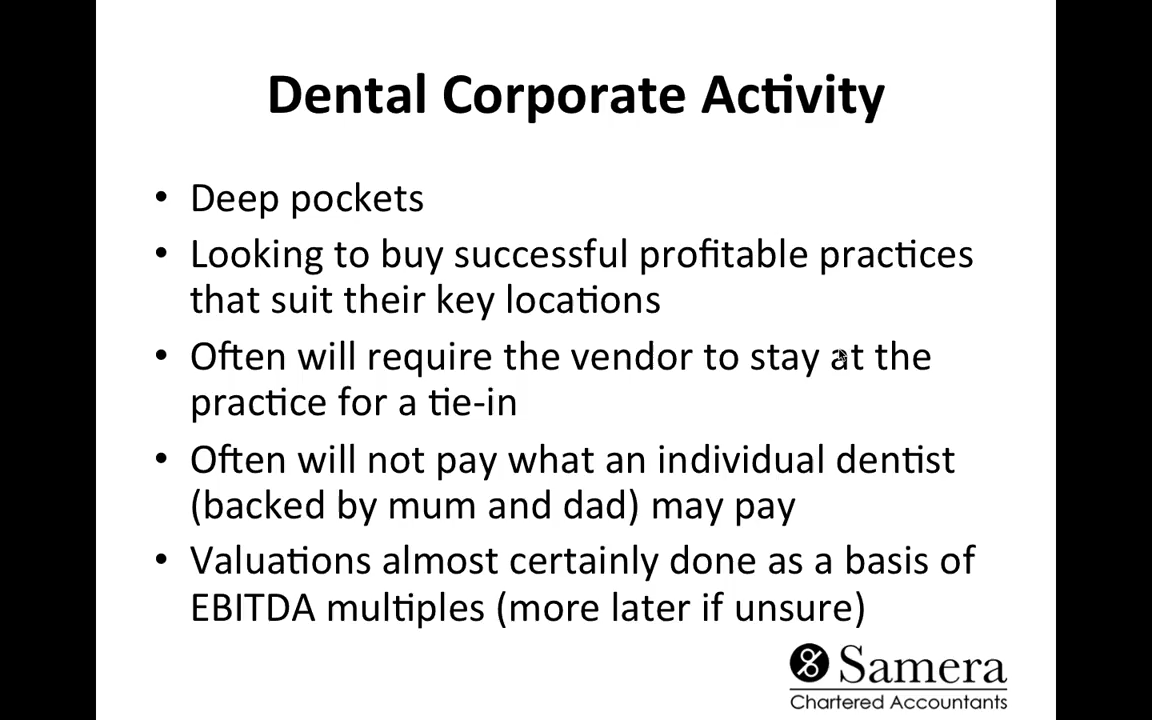 Dental Corporate Activity
• Deep pockets
• Looking to buy successful profitable practices
that suit their key locations
• Often will require the vendor to stay at the
practice for a tie-in
• Often will not pay what an individual dentist
(backed by mum and dad) may pay
• Valuations almost certainly done as a basis of
EBITDA multiples (more later if unsure)
Samera
Chartered Accountants